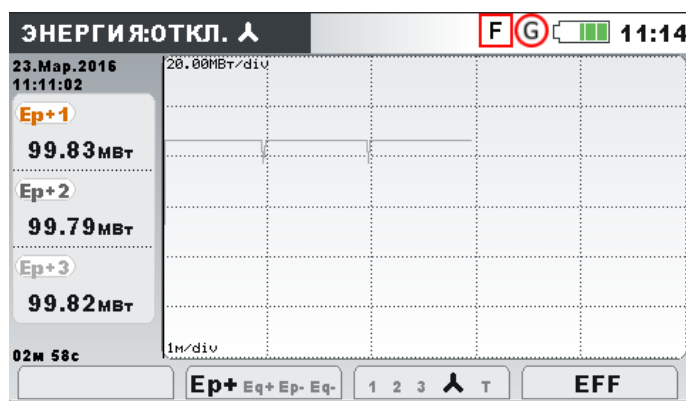 ЭНЕРГИЯ:ОТКЛ. F G 11:14
23.Мар.2016
11:11:02
20.00МВт/div
Ep+1
99.83мВт
Ep+2
99.79мВт
Ep+3
99.82мВт
02м 58с
1м/div
Ep+ Eq+ Ep- Eq- 1 2 3 T EFF